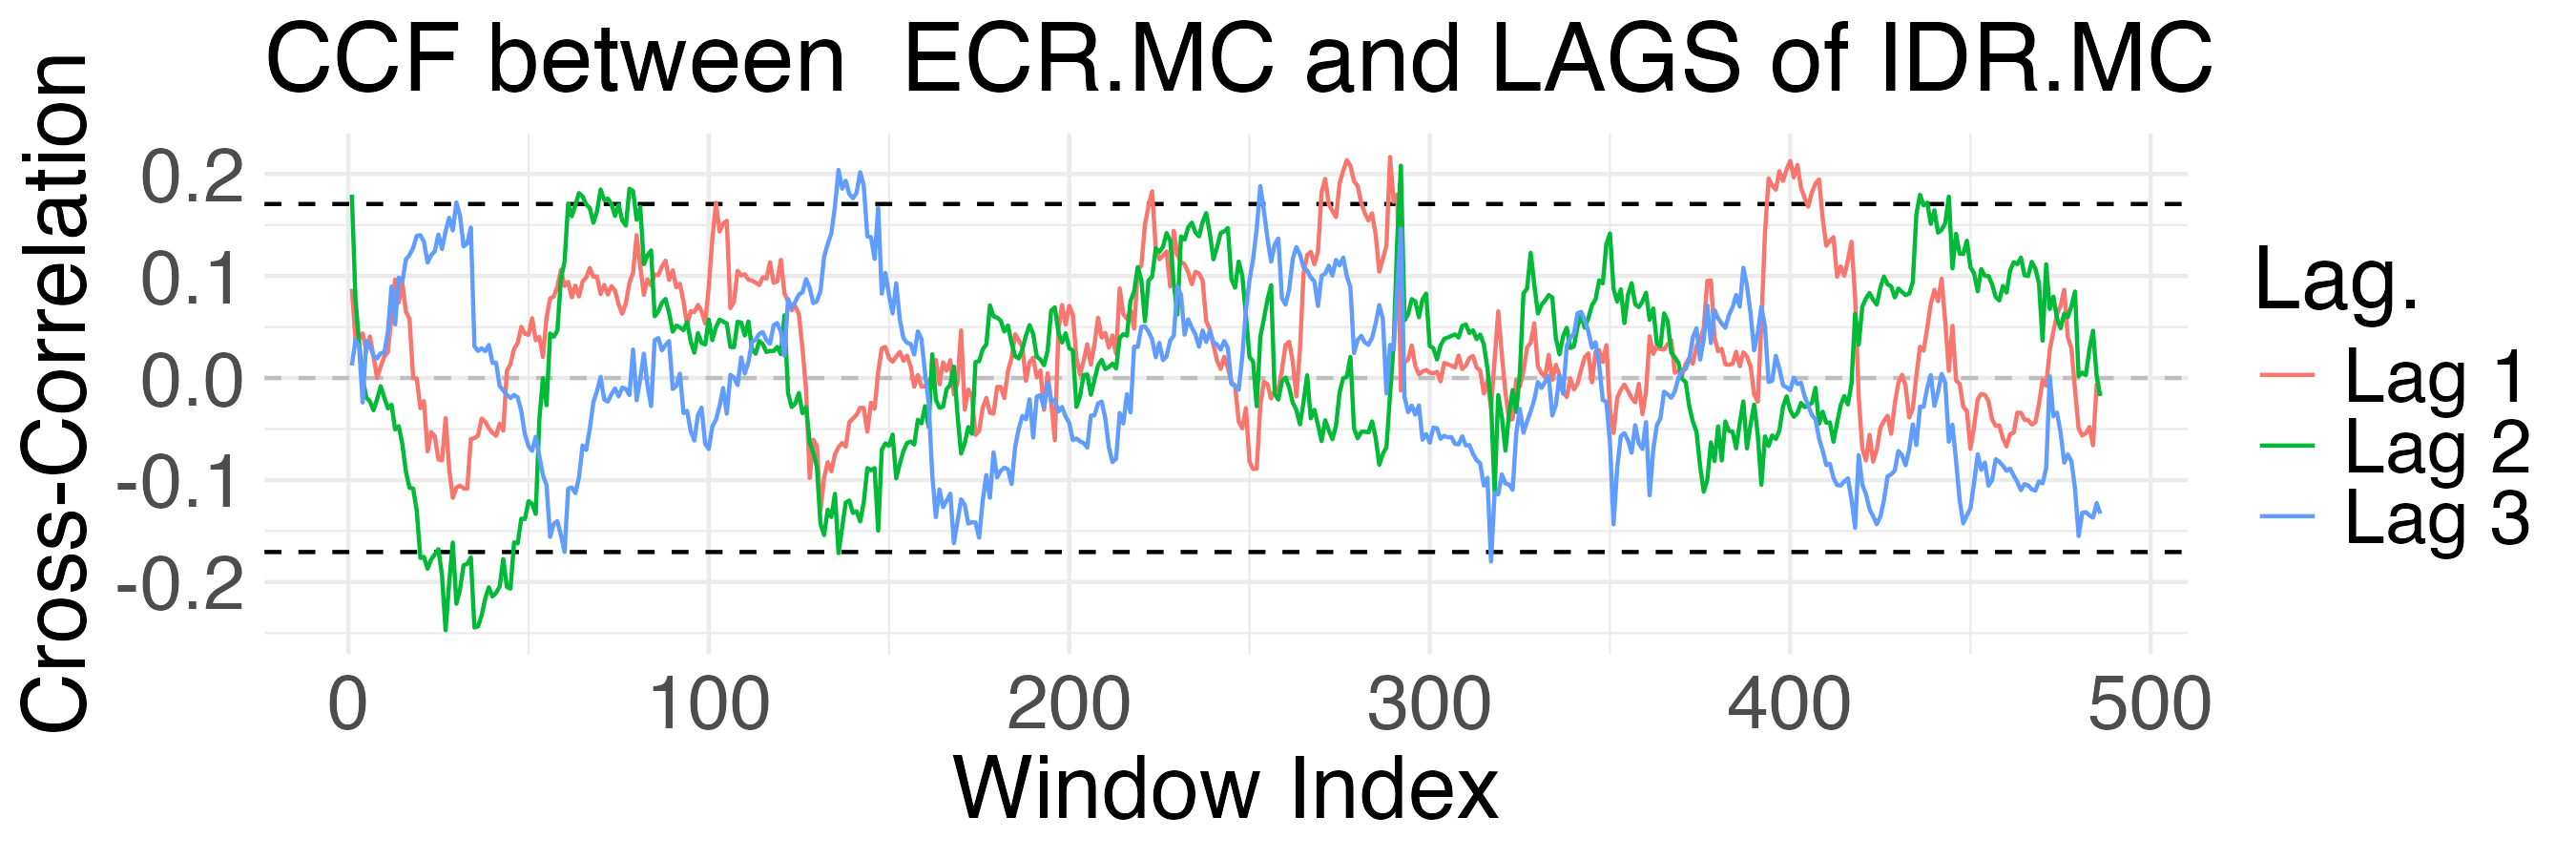 CCF between  ECR.MC and LAGS of IDR.MC
Cross-Correlation
0.2
0.1
0.0
-0.1
-0.2
0 100 200 300 400 500
Window Index
Lag.
Lag 1
Lag 2
Lag 3